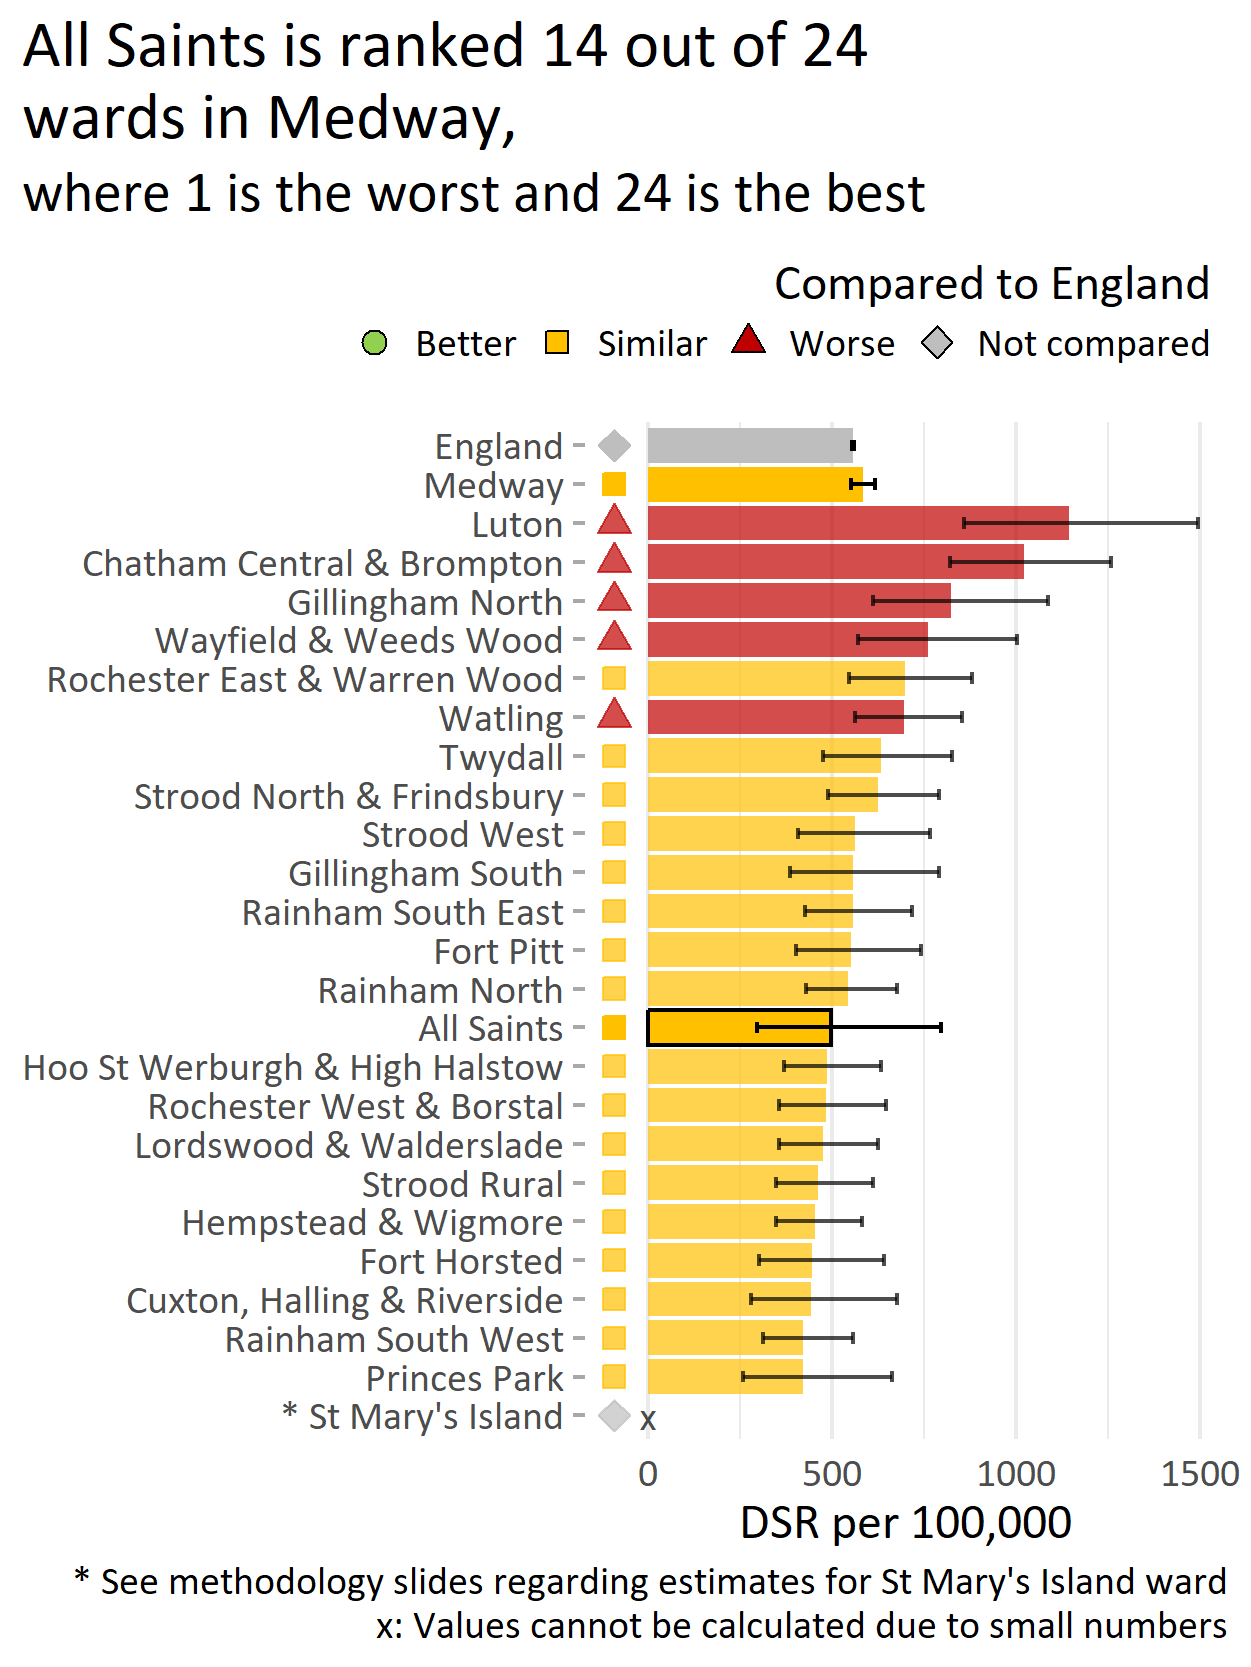 All Saints is ranked 14 out of 24
wards in Medway,
where 1 is the worst and 24 is the best
Compared to England
Better Similar Worse Not compared
England
Medway
Luton
Chatham Central & Brompton
Gillingham North
Wayfield & Weeds Wood
Rochester East & Warren Wood
Watling
Twydall
Strood North & Frindsbury
Strood West
Gillingham South
Rainham South East
Fort Pitt
Rainham North
All Saints
Hoo St Werburgh & High Halstow
Rochester West & Borstal
Lordswood & Walderslade
Strood Rural
Hempstead & Wigmore
Fort Horsted
Cuxton, Halling & Riverside
Rainham South West
Princes Park
* St Mary's Island x
0 500 1000 1500
DSR per 100,000
* See methodology slides regarding estimates for St Mary's Island ward
x: Values cannot be calculated due to small numbers